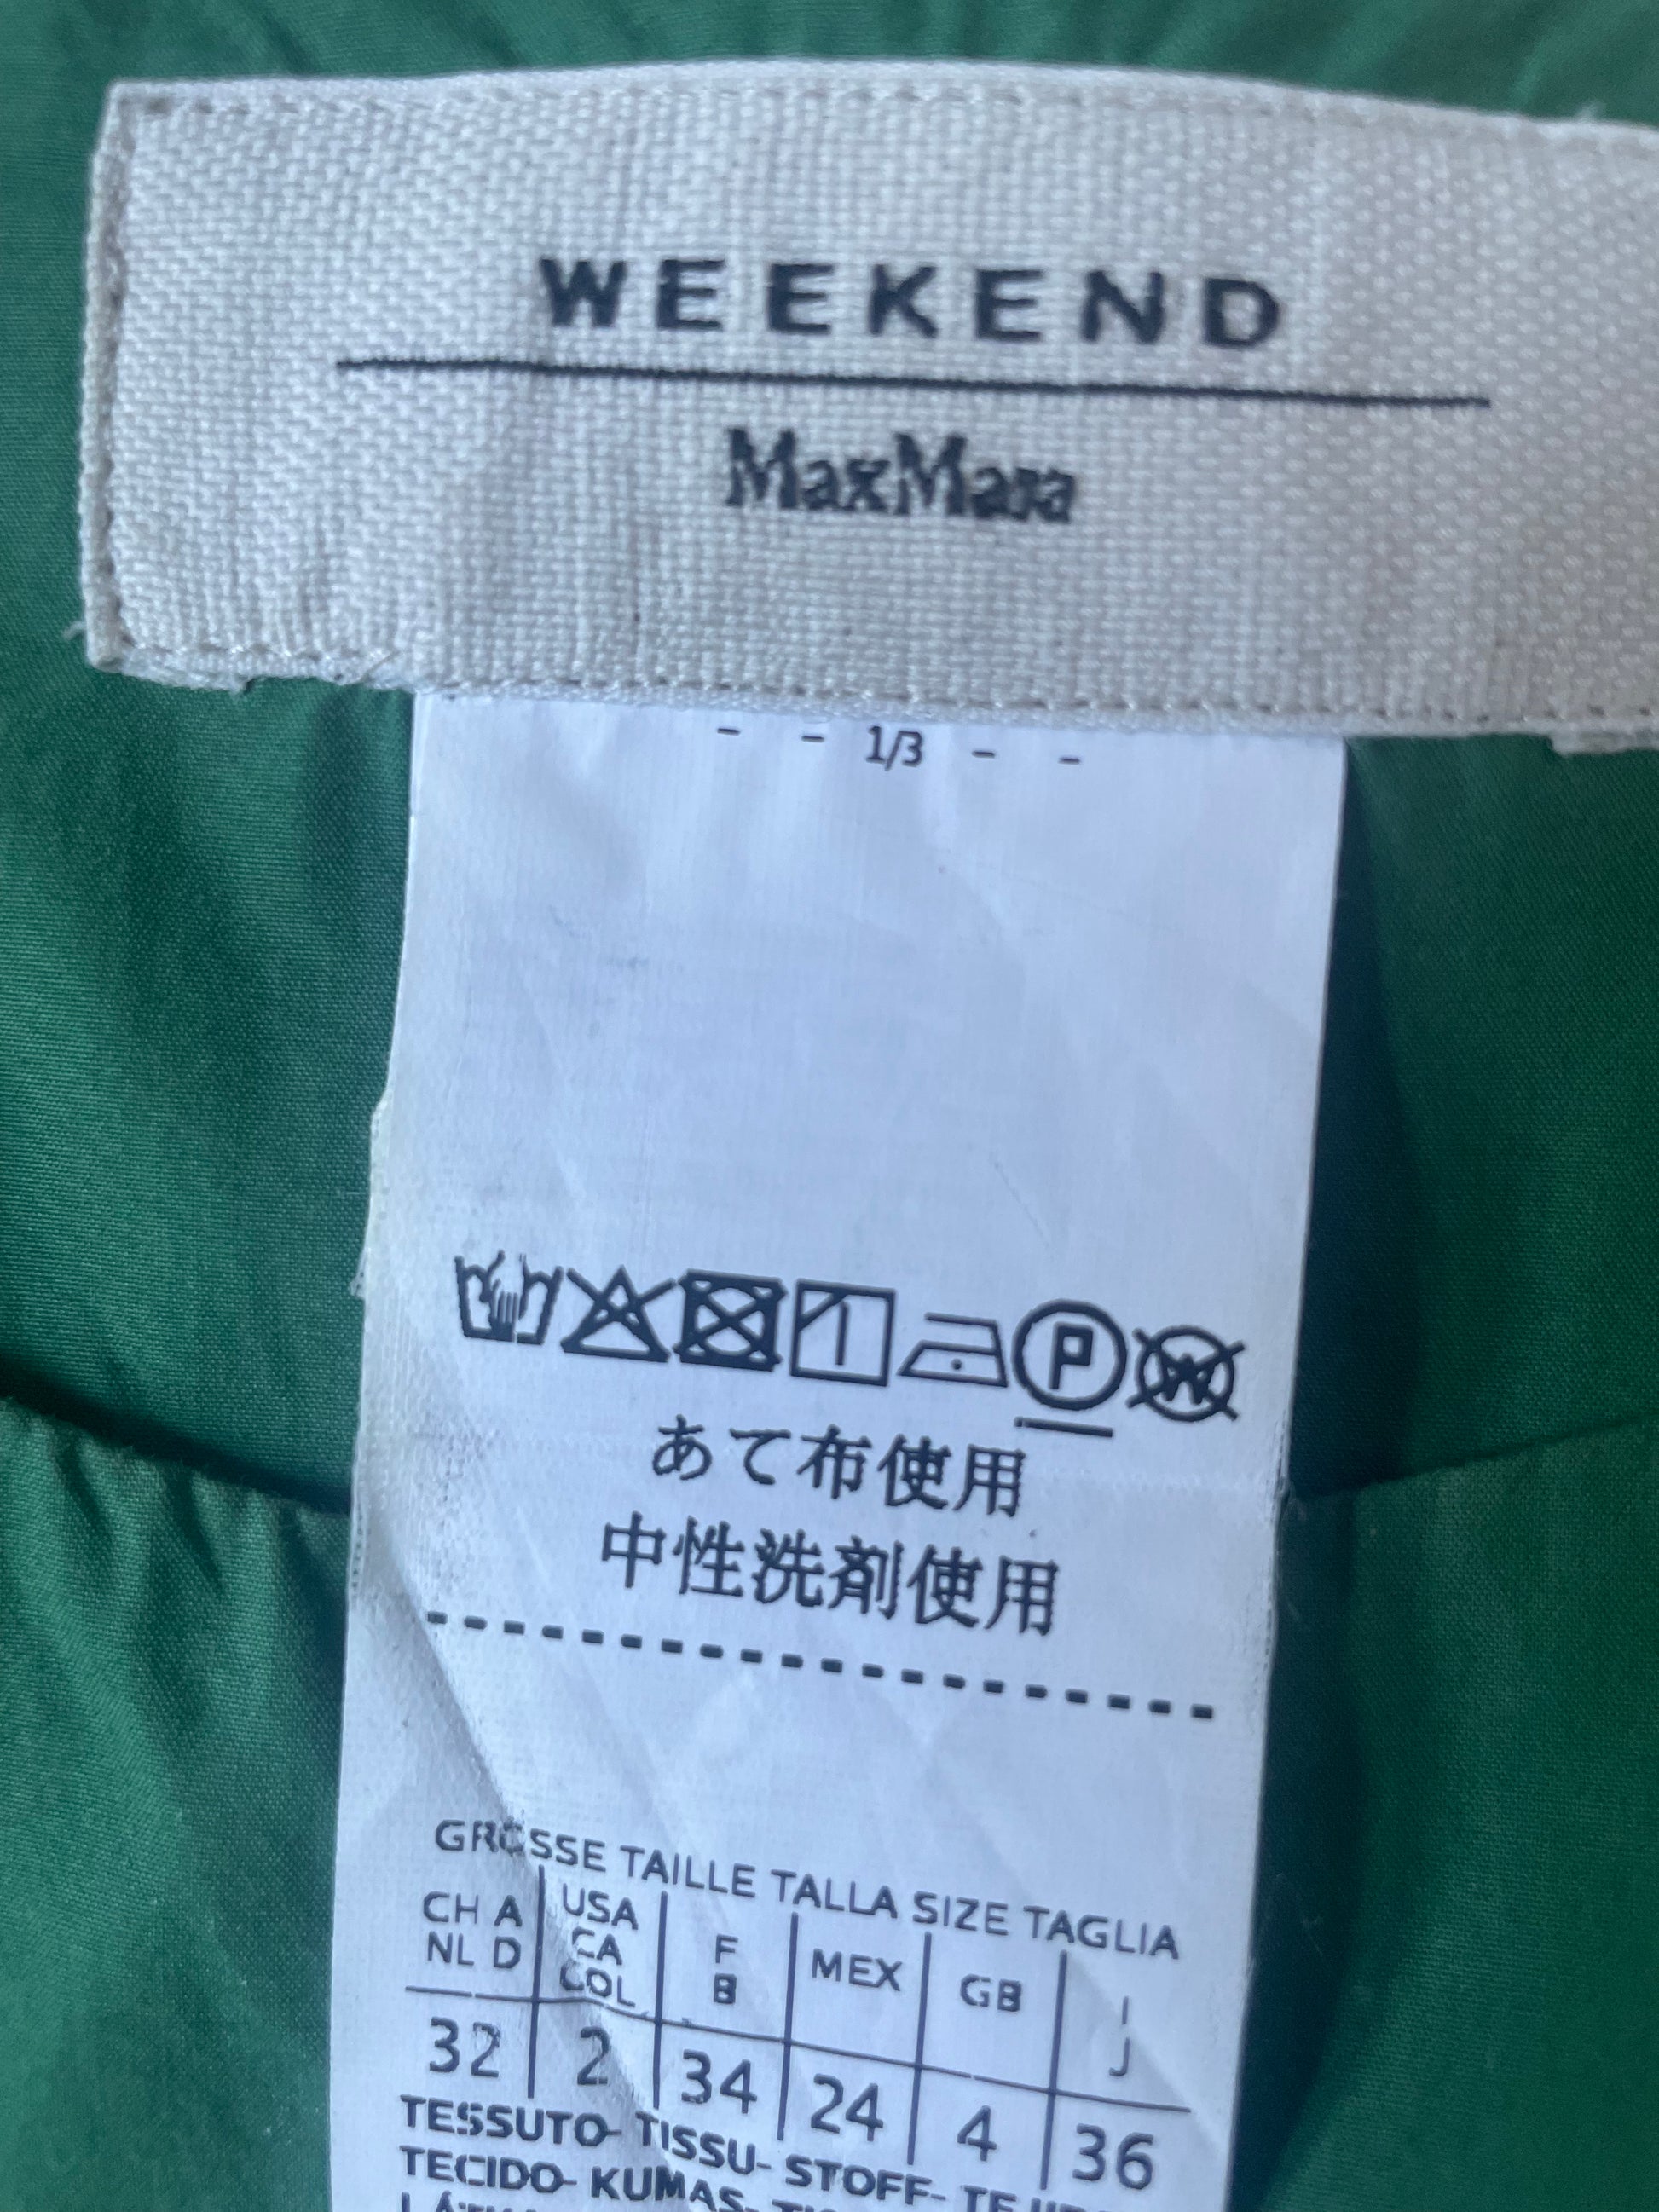 WEEKEND
MaxMara
- - 1/3 - -
P
W
あて布使用
中性洗剤使用
GROSSE TAILLE TALLA SIZE TAGLIA
CH A NL D | USA CA COL | F B | MEX | GB | I J
32 | 2 | 34 | 24 | 4 | 36
TESSUTO- TISSU- STOFF-
TECIDO- KUMAS-